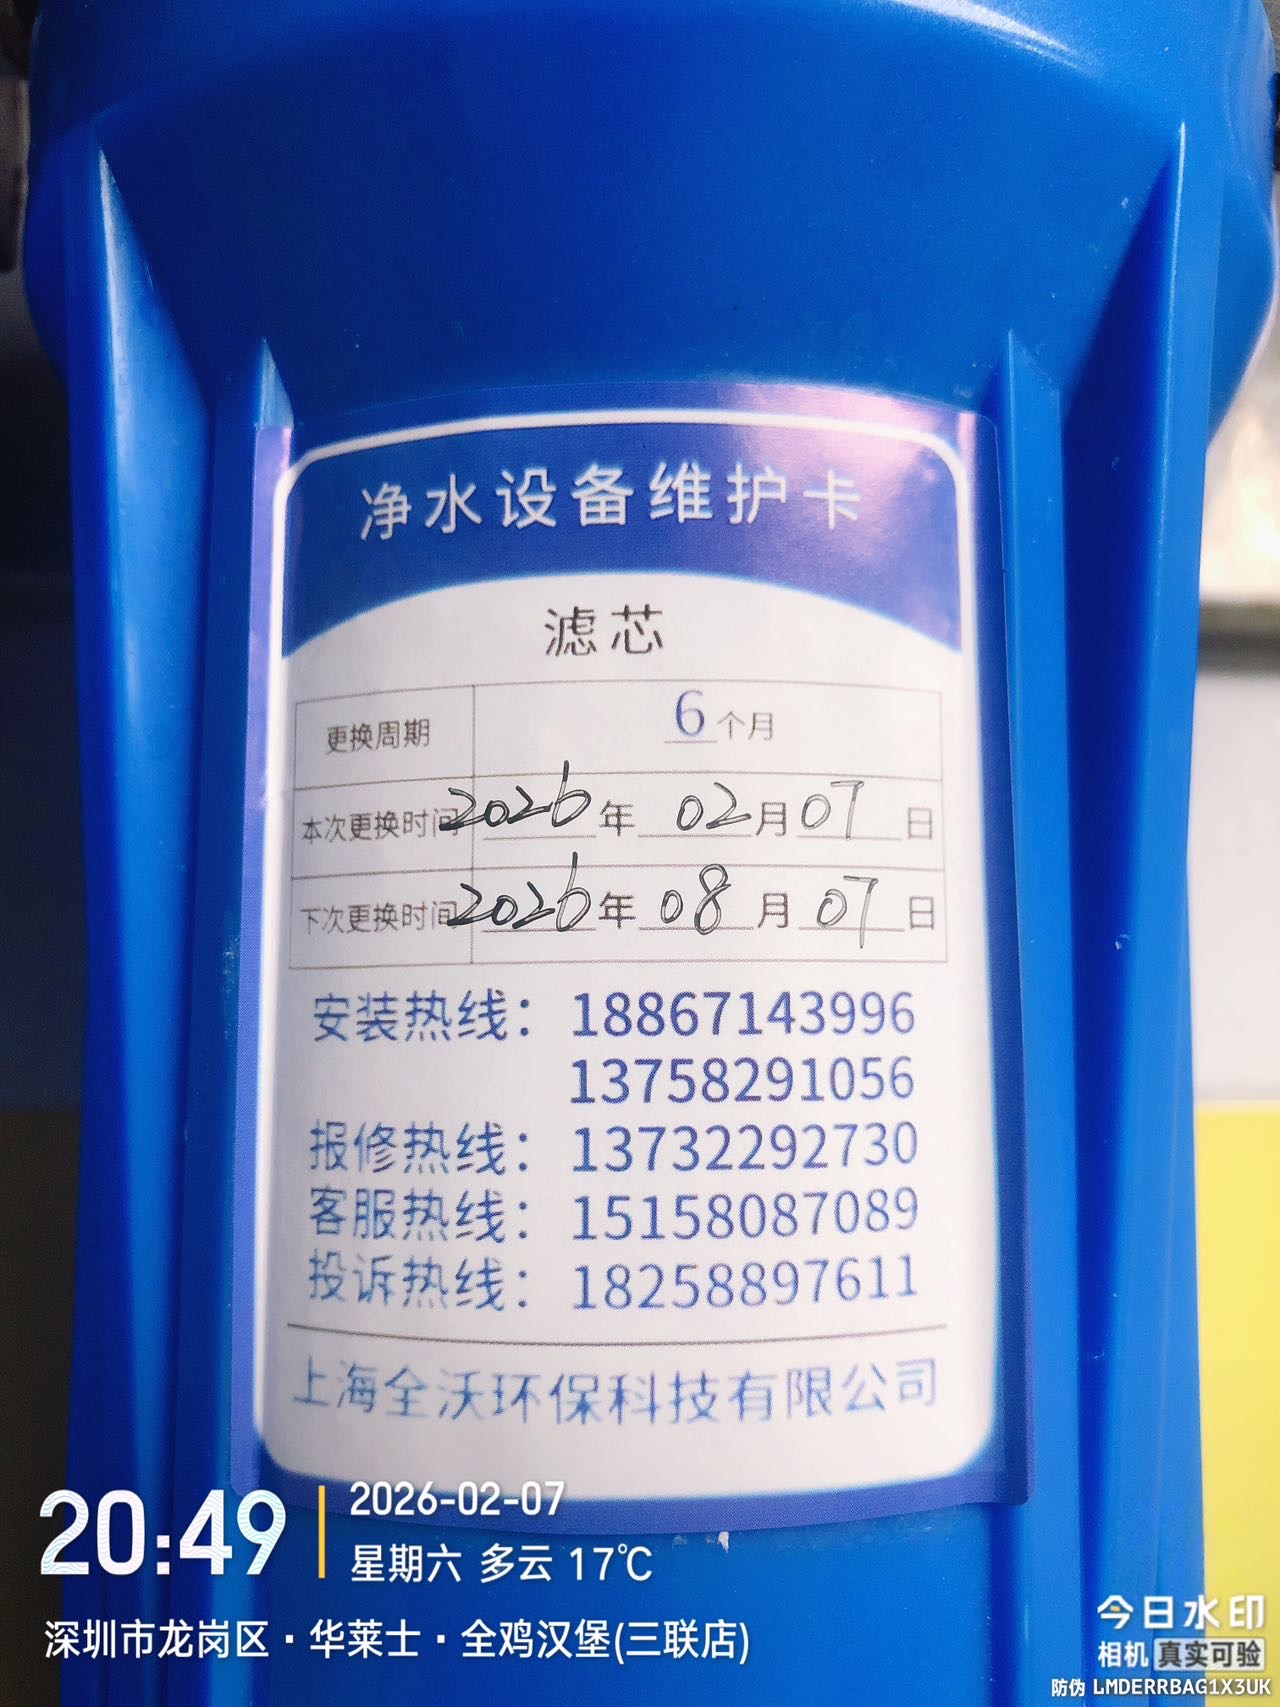 净水设备维护卡
滤芯
更换周期 6个月
本次更换时间 2026年 02月 07日
下次更换时间 2026年 08月 07日
安装热线：18867143996
13758291056
报修热线：13732292730
客服热线：15158087089
投诉热线：18258897611
上海全沃环保科技有限公司
20:49
2026-02-07
星期六 多云 17℃
深圳市龙岗区·华莱士·全鸡汉堡(三联店)
今日水印
相机 真实可验
防伪 LMDERRBAG1X3UK